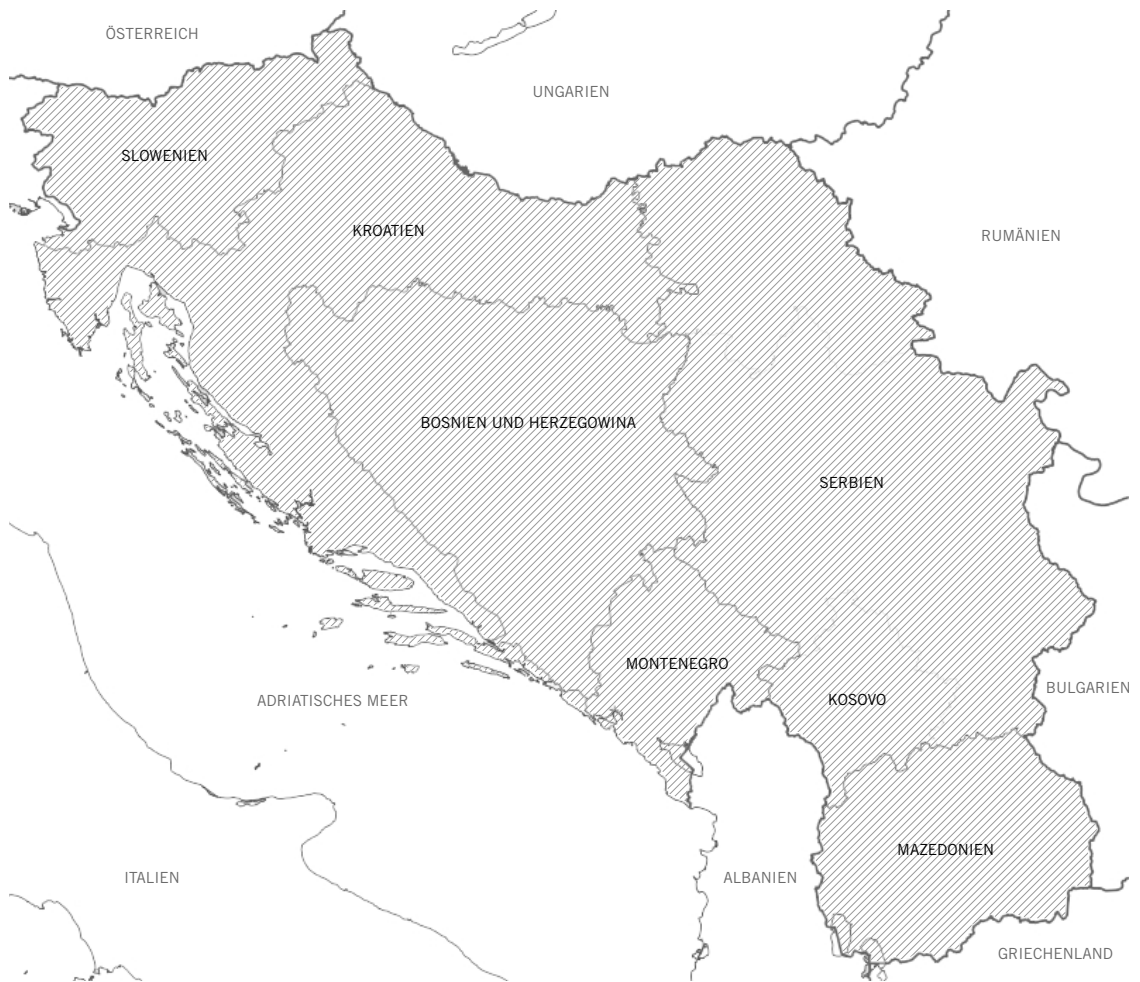 ÖSTERREICH
UNGARIEN
SLOWENIEN
KROATIEN
RUMÄNIEN
BOSNIEN UND HERZEGOWINA
SERBIEN
MONTENEGRO
BULGARIEN
ADRIATISCHES MEER
KOSOVO
MAZEDONIEN
ITALIEN
ALBANIEN
GRIECHENLAND